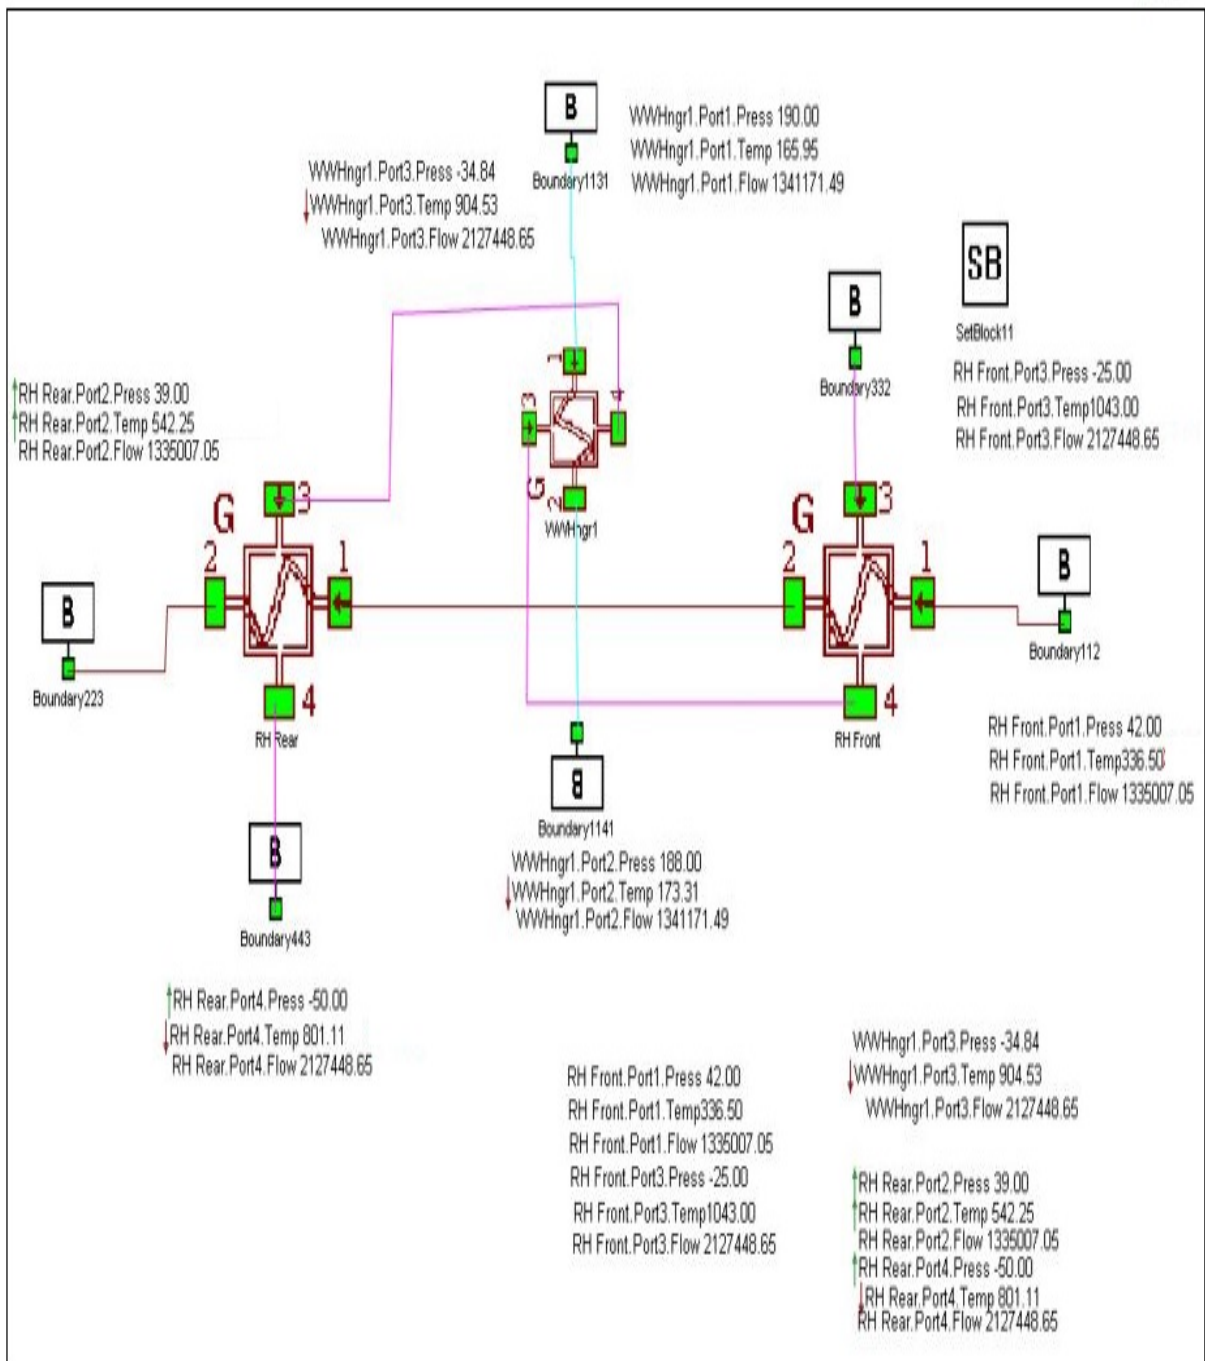 B
WWHngr1.Port1.Press 190.00
WWHngr1.Port1.Temp 165.95
WWHngr1.Port1.Flow 1341171.49
Boundary1131
WWHngr1.Port3.Press -34.84
WWHngr1.Port3.Temp 904.53
WWHngr1.Port3.Flow 2127448.65
SB
SetBlock11
B
Boundary332
RH Front.Port3.Press -25.00
RH Front.Port3.Temp1043.00
RH Front.Port3.Flow 2127448.65
RH Rear.Port2.Press 39.00
RH Rear.Port2.Temp 542.25
RH Rear.Port2.Flow 1335007.05
1
3
4
G
2
WWHngr1
G
3
2
1
4
RH Rear
G
3
2
1
4
RH Front
B
Boundary223
B
Boundary112
RH Front.Port1.Press 42.00
RH Front.Port1.Temp336.50
RH Front.Port1.Flow 1335007.05
B
Boundary1141
WWHngr1.Port2.Press 188.00
WWHngr1.Port2.Temp 173.31
WWHngr1.Port2.Flow 1341171.49
B
Boundary443
RH Rear.Port4.Press -50.00
RH Rear.Port4.Temp 801.11
RH Rear.Port4.Flow 2127448.65
RH Front.Port1.Press 42.00
RH Front.Port1.Temp336.50
RH Front.Port1.Flow 1335007.05
RH Front.Port3.Press -25.00
RH Front.Port3.Temp1043.00
RH Front.Port3.Flow 2127448.65
WWHngr1.Port3.Press -34.84
WWHngr1.Port3.Temp 904.53
WWHngr1.Port3.Flow 2127448.65
RH Rear.Port2.Press 39.00
RH Rear.Port2.Temp 542.25
RH Rear.Port2.Flow 1335007.05
RH Rear.Port4.Press -50.00
RH Rear.Port4.Temp 801.11
RH Rear.Port4.Flow 2127448.65